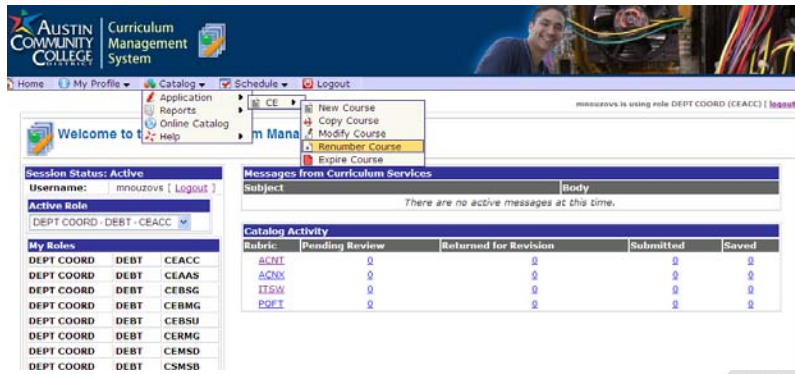 AUSTIN COMMUNITY COLLEGE DISTRICT
Curriculum Management System
Home My Profile Catalog Schedule Logout
Application CE New Course
Reports Copy Course
Online Catalog Modify Course
Help Renumber Course
Expire Course
mnouzovs is using role DEPT COORD (CEACC) [ logout
Welcome to t m Mana
Session Status: Active
Username: mnouzovs [ Logout ]
Active Role
DEPT COORD - DEBT - CEACC
My Roles
DEPT COORD DEBT CEACC
DEPT COORD DEBT CEAAS
DEPT COORD DEBT CEBSG
DEPT COORD DEBT CEBMG
DEPT COORD DEBT CEBSU
DEPT COORD DEBT CERMG
DEPT COORD DEBT CEMSD
DEPT COORD DEBT CSMSB
Messages from Curriculum Services
Subject Body
There are no active messages at this time.
Catalog Activity
Rubric Pending Review Returned for Revision Submitted Saved
ACNT 0 0 0 0
ACNX 0 0 0 0
ITSW 0 0 0 0
POFT 0 0 0 0